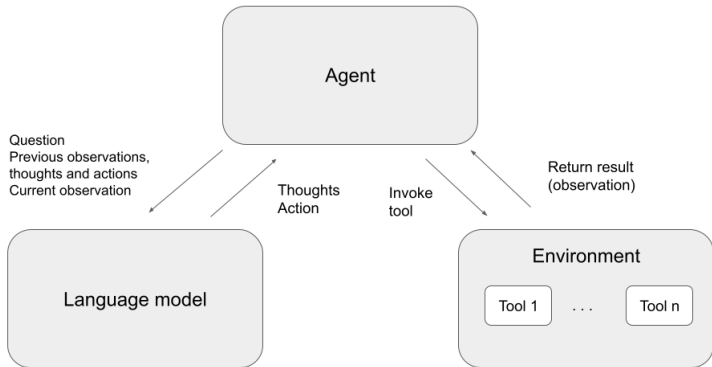 Agent
Question
Previous observations,
thoughts and actions
Current observation
Thoughts
Action
Invoke
tool
Return result
(observation)
Language model
Environment
Tool 1
. . .
Tool n